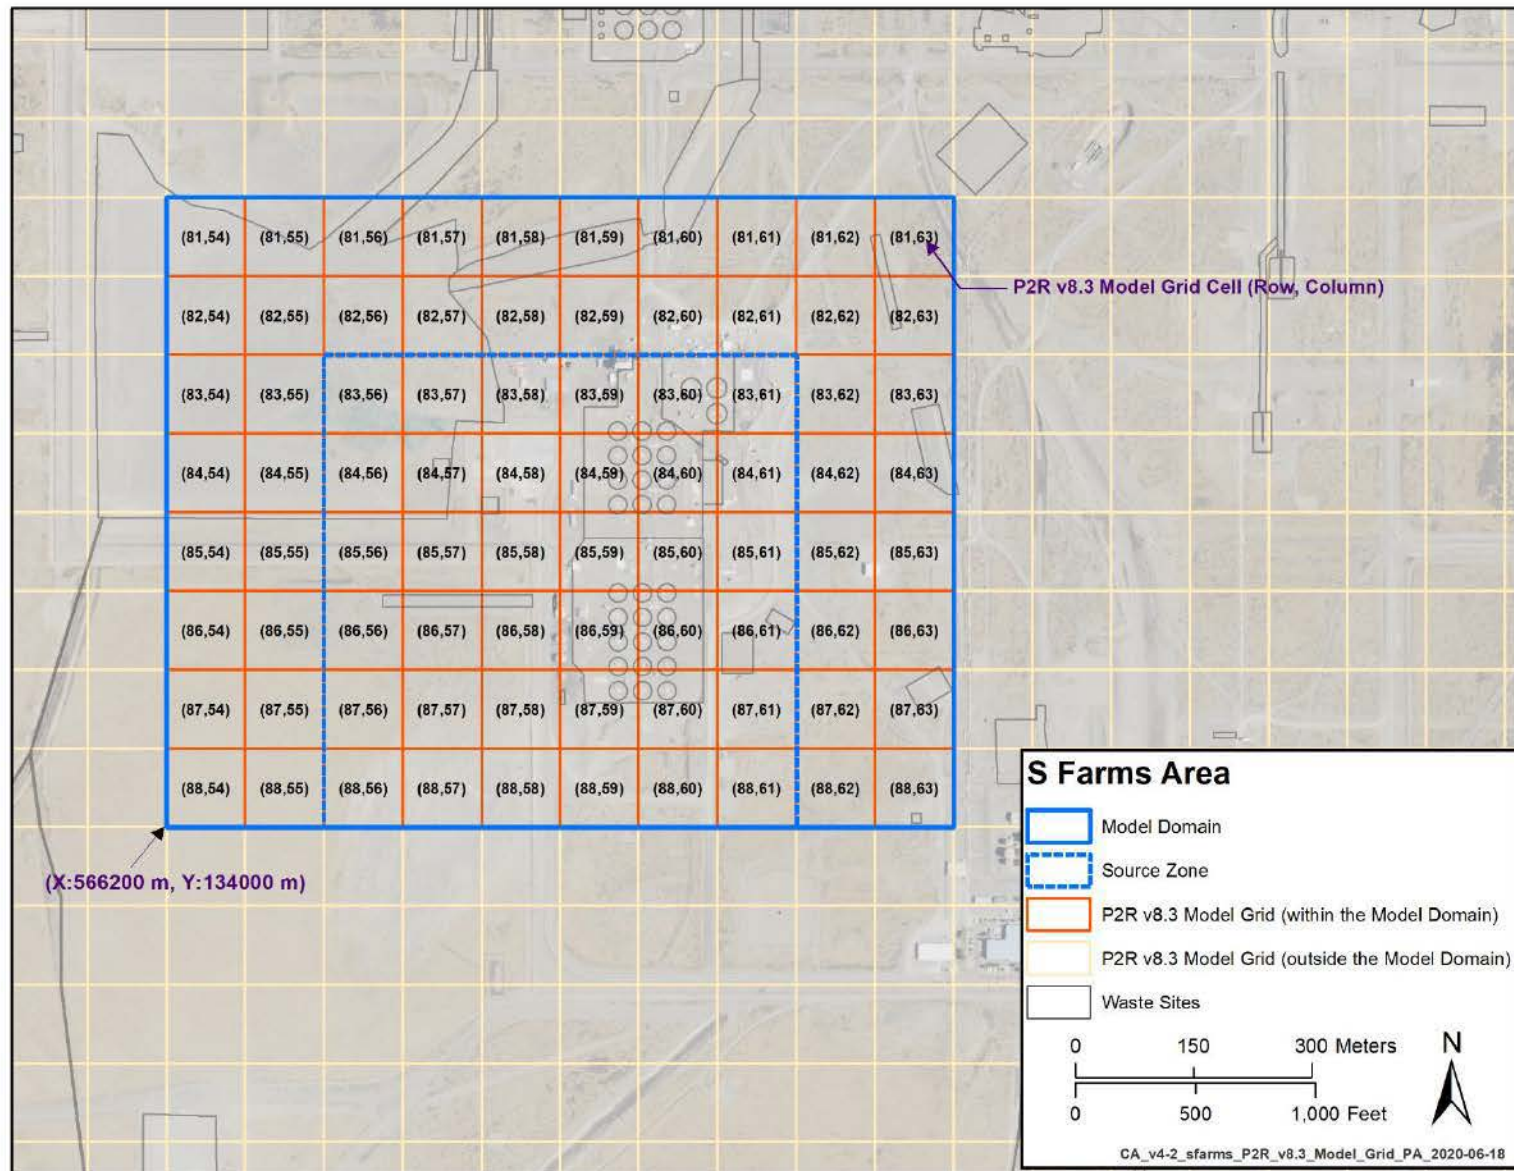 (81,54) (81,55) (81,56) (81,57) (81,58) (81,59) (81,60) (81,61) (81,62) (81,63)
P2R v8.3 Model Grid Cell (Row, Column)
(82,54) (82,55) (82,56) (82,57) (82,58) (82,59) (82,60) (82,61) (82,62) (82,63)
(83,54) (83,55) (83,56) (83,57) (83,58) (83,59) (83,60) (83,61) (83,62) (83,63)
(84,54) (84,55) (84,56) (84,57) (84,58) (84,59) (84,60) (84,61) (84,62) (84,63)
(85,54) (85,55) (85,56) (85,57) (85,58) (85,59) (85,60) (85,61) (85,62) (85,63)
(86,54) (86,55) (86,56) (86,57) (86,58) (86,59) (86,60) (86,61) (86,62) (86,63)
(87,54) (87,55) (87,56) (87,57) (87,58) (87,59) (87,60) (87,61) (87,62) (87,63)
(88,54) (88,55) (88,56) (88,57) (88,58) (88,59) (88,60) (88,61) (88,62) (88,63)
(X:566200 m, Y:134000 m)
S Farms Area
Model Domain
Source Zone
P2R v8.3 Model Grid (within the Model Domain)
P2R v8.3 Model Grid (outside the Model Domain)
Waste Sites
0 150 300 Meters
N
0 500 1,000 Feet
CA_v4-2_sfarms_P2R_v8.3_Model_Grid_PA_2020-06-18